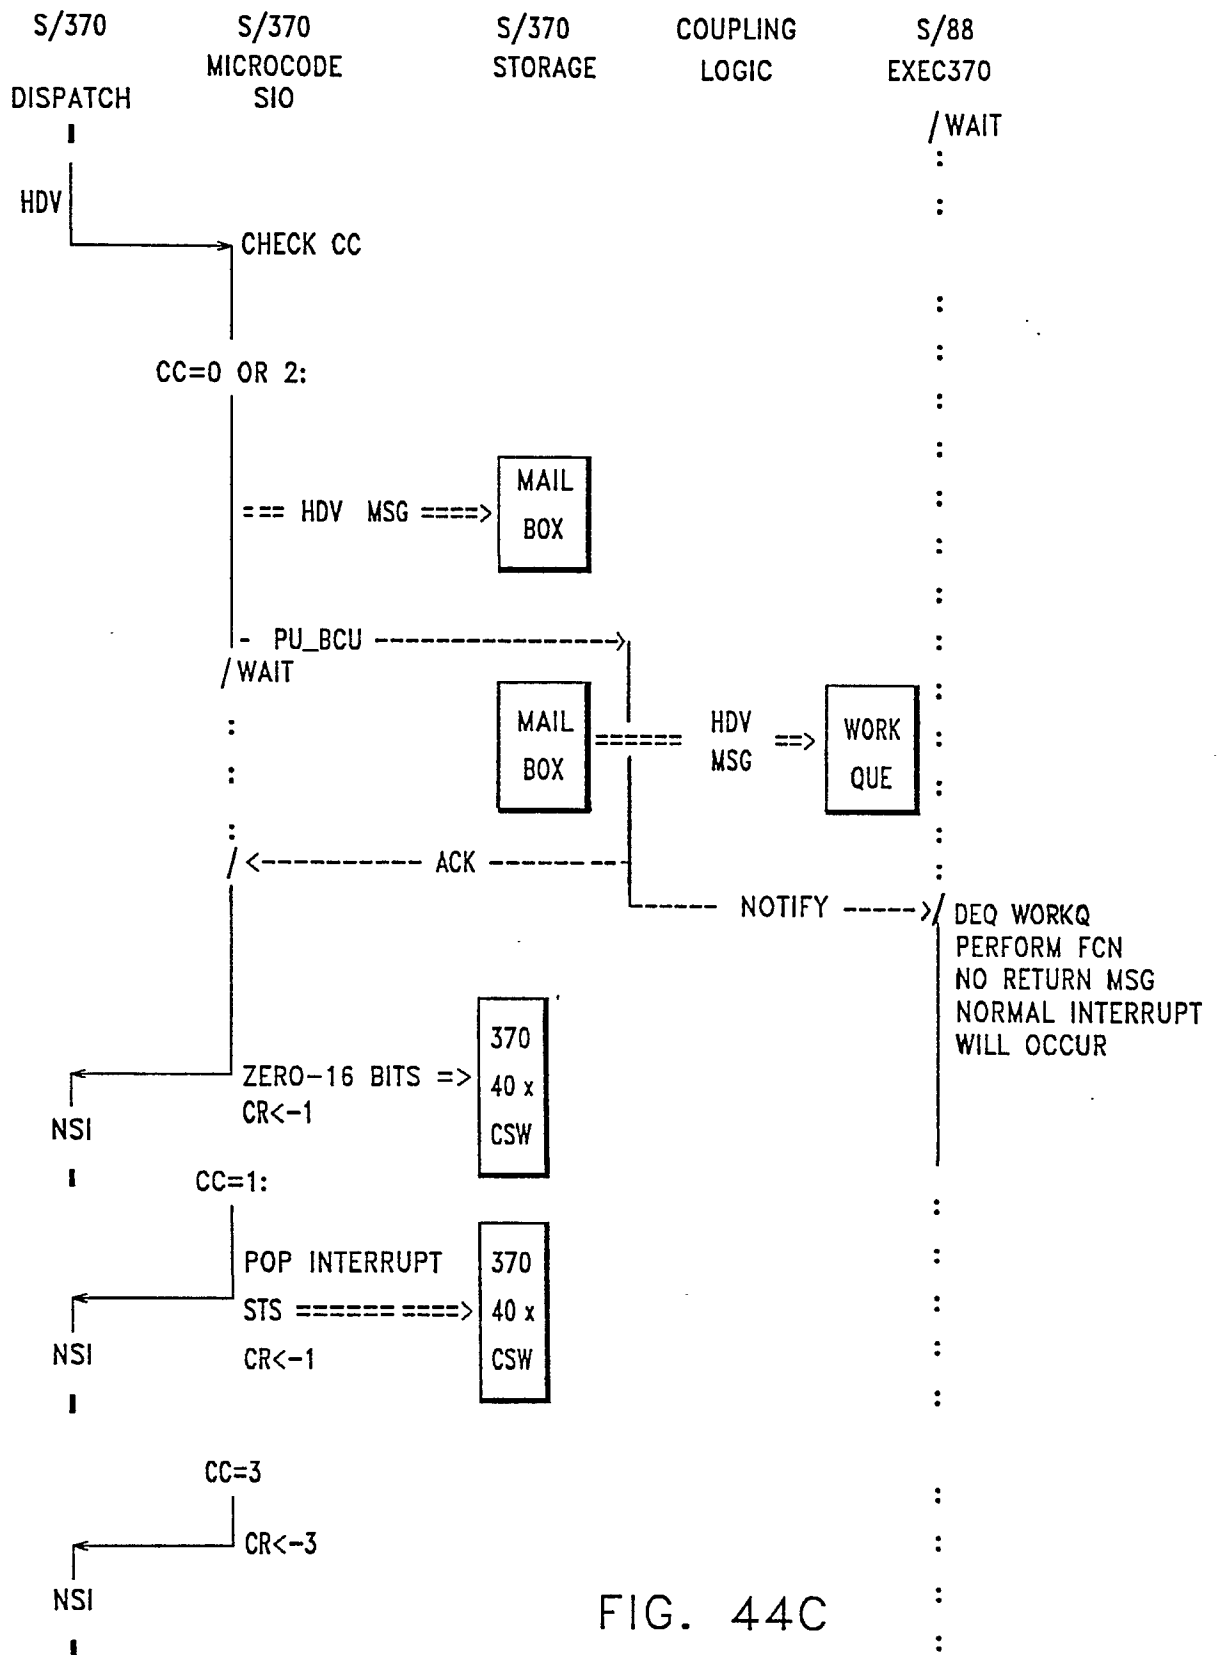 S/370 S/370 S/370 COUPLING S/88
MICROCODE STORAGE LOGIC EXEC370
DISPATCH SIO
/WAIT
HDV
CHECK CC
CC=0 OR 2:
MAIL
=== HDV MSG ====>
BOX
- PU_BCU ---------------------->
/WAIT
MAIL HDV WORK
====== ==>
BOX MSG QUE
/<----------- ACK ---------
------ NOTIFY ----->/ DEQ WORKQ
PERFORM FCN
NO RETURN MSG
NORMAL INTERRUPT
WILL OCCUR
370
ZERO-16 BITS => 40 x
CR<-1
CSW
NSI
CC=1:
POP INTERRUPT 370
STS ====== ====> 40 x
NSI CR<-1 CSW
CC=3
CR<-3
NSI
FIG. 44C